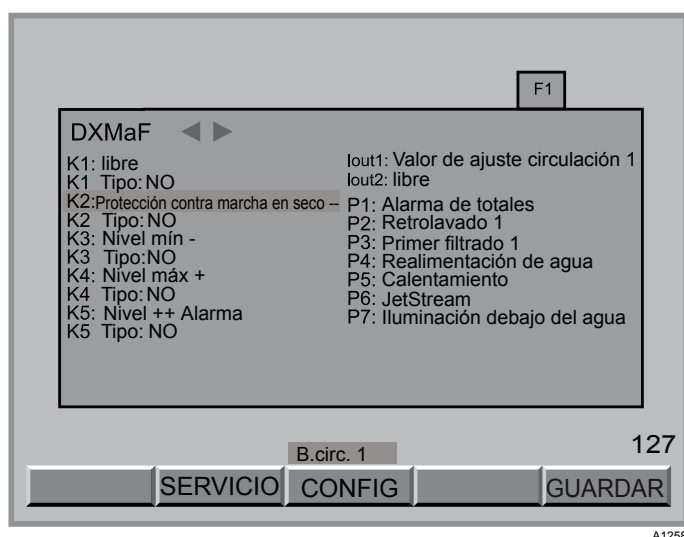 F1
DXMaF
K1: libre
K1 Tipo: NO
K2:Protección contra marcha en seco --
K2 Tipo: NO
K3: Nivel mín -
K3 Tipo: NO
K4: Nivel máx +
K4 Tipo: NO
K5: Nivel ++ Alarma
K5 Tipo: NO
Iout1: Valor de ajuste circulación 1
Iout2: libre
P1: Alarma de totales
P2: Retrolavado 1
P3: Primer filtrado 1
P4: Realimentación de agua
P5: Calentamiento
P6: JetStream
P7: Iluminación debajo del agua
127
B.circ. 1
SERVICIO CONFIG GUARDAR
A1258